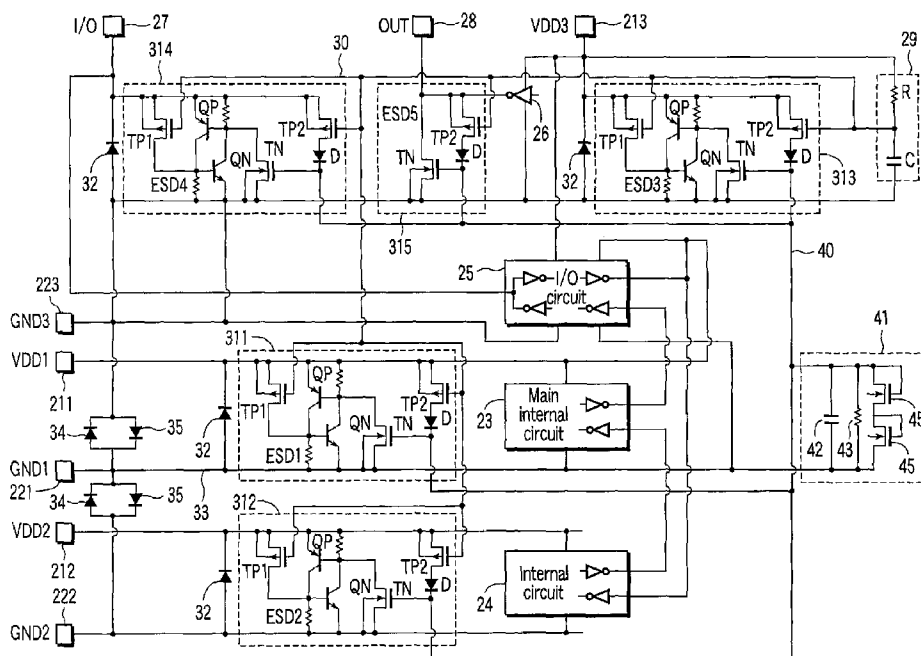 I/O 27 OUT 28 VDD3 213
314 30 29
QP QP R
TP1 TP2 ESD5 TP2 26 TP1 TP2
32 QN TN D TN D 32 QN TN D C
ESD4 ESD3 313
315
25 40
I/O
circuit
223
GND3 41
VDD1 311
211 QP
TP1 TP2 Main
internal
circuit
34 35 32 QN TN D 23 42 43 45
ESD1 45
GND1
221 34 35 33 312
VDD2
212 QP
TP1 TP2
32 QN TN D Internal
circuit
222 24
ESD2
GND2